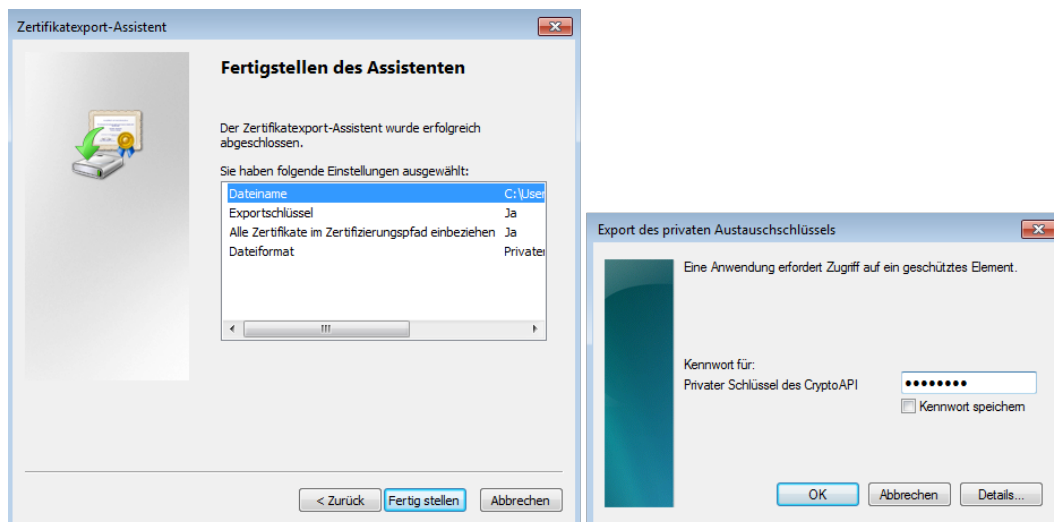 Zertifikatexport-Assistent
Fertigstellen des Assistenten
Der Zertifikatexport-Assistent wurde erfolgreich
abgeschlossen.
Sie haben folgende Einstellungen ausgewählt:
Dateiname C:\User
Exportschlüssel Ja
Alle Zertifikate im Zertifizierungspfad einbeziehen Ja
Dateiformat Privater
< Zurück Fertig stellen Abbrechen
Export des privaten Austauschschlüssels
Eine Anwendung erfordert Zugriff auf ein geschütztes Element.
Kennwort für:
Privater Schlüssel des CryptoAPI ●●●●●●●●
Kennwort speichern
OK Abbrechen Details...